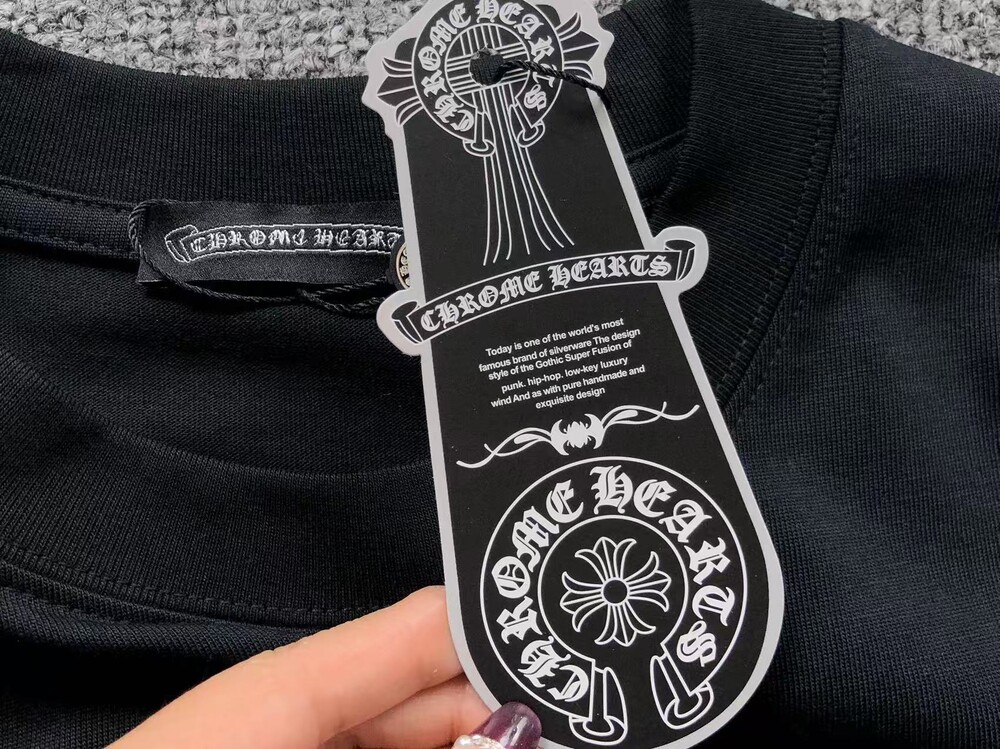 CHROME HEARTS
CHROME HEARTS
CHROME HEARTS
Today is one of the world's most
famous brand of silverware The design
style of the Gothic Super Fusion of
punk. hip-hop. low-key luxury
wind And as with pure handmade and
exquisite design
CHROME HEARTS